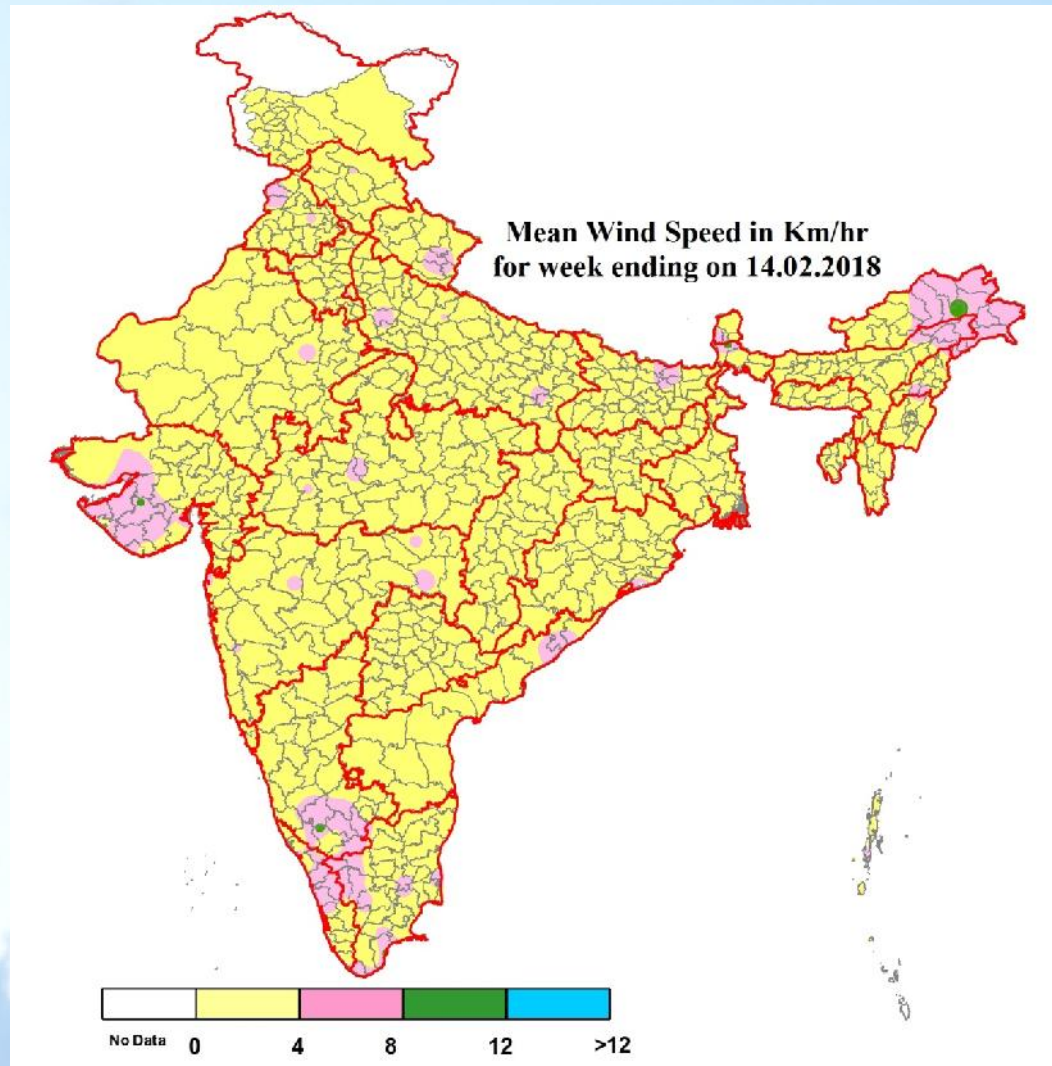 Mean Wind Speed in Km/hr
for week ending on 14.02.2018
No Data 0 4 8 12 >12